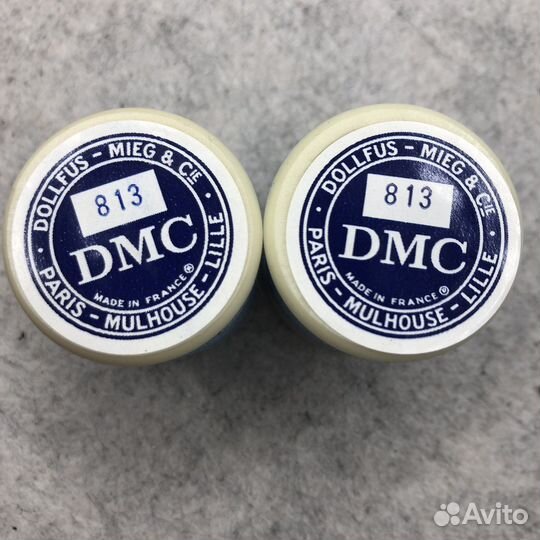 DOLLFUS - MIEG & CIE
813
DMC
MADE IN FRANCE ®
PARIS - MULHOUSE - LILLE
DOLLFUS - MIEG & CIE
813
DMC
MADE IN FRANCE ®
PARIS - MULHOUSE - LILLE
Avito